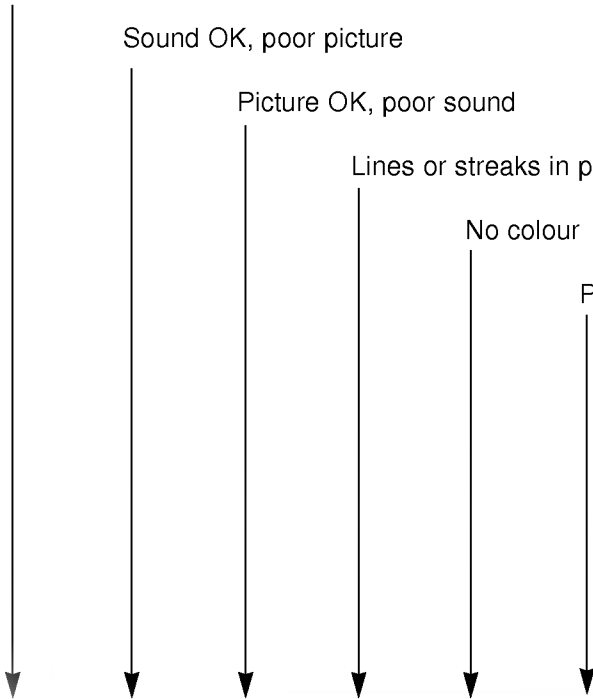 Sound OK, poor picture
Picture OK, poor sound
Lines or streaks in
No colour